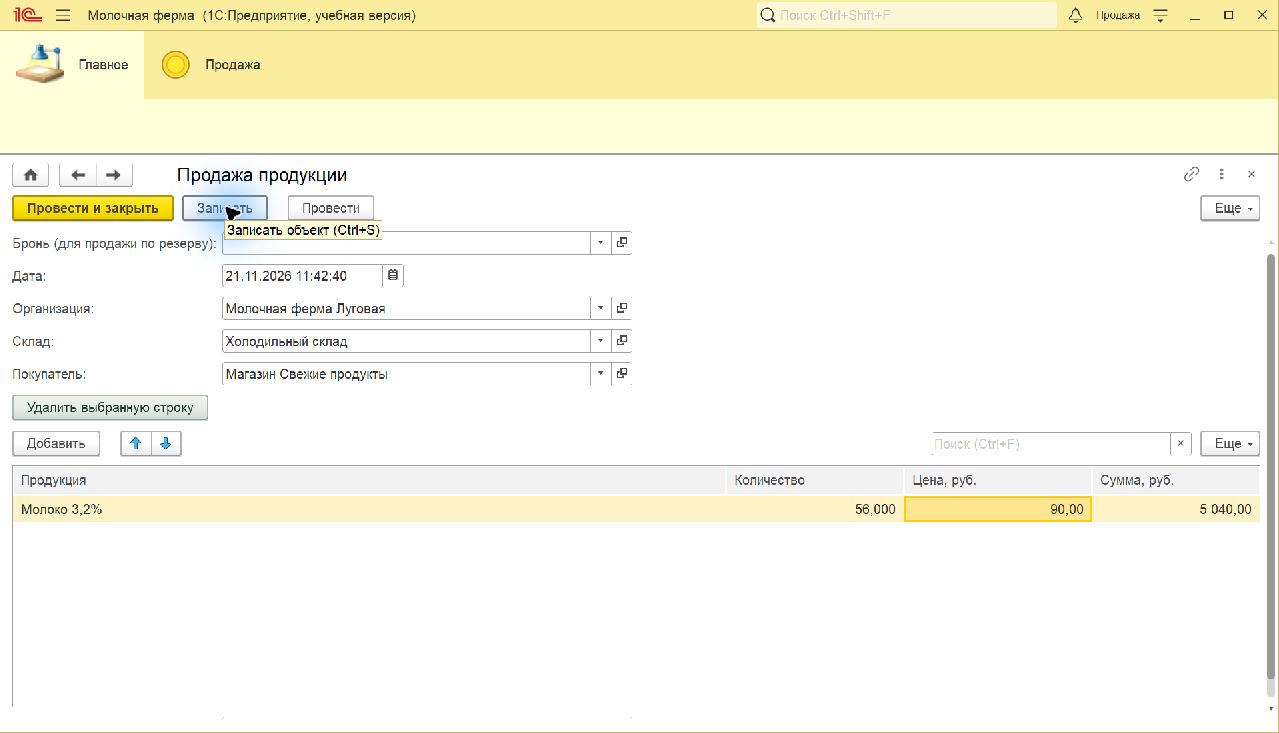 1С Молочная ферма (1С:Предприятие, учебная версия) Поиск Ctrl+Shift+F Продажа
Главное Продажа
Продажа продукции
Провести и закрыть Записать Провести Еще
Записать объект (Ctrl+S)
Бронь (для продажи по резерву):
Дата: 21.11.2026 11:42:40
Организация: Молочная ферма Луговая
Склад: Холодильный склад
Покупатель: Магазин Свежие продукты
Удалить выбранную строку
Добавить Поиск (Ctrl+F) × Еще
Продукция Количество Цена, руб. Сумма, руб.
Молоко 3,2% 56,000 90,00 5 040,00